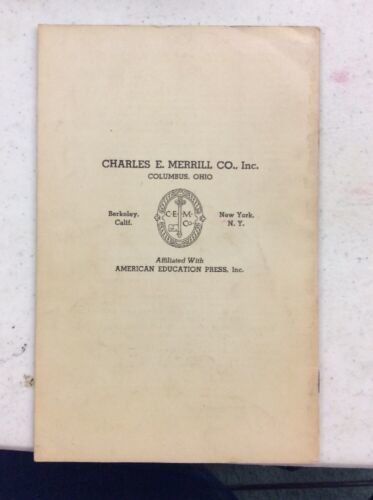 CHARLES E. MERRILL CO., Inc.
COLUMBUS, OHIO
Berkeley, Calif.
C·E·M·
Co
New York, N. Y.
Affiliated With
AMERICAN EDUCATION PRESS, Inc.